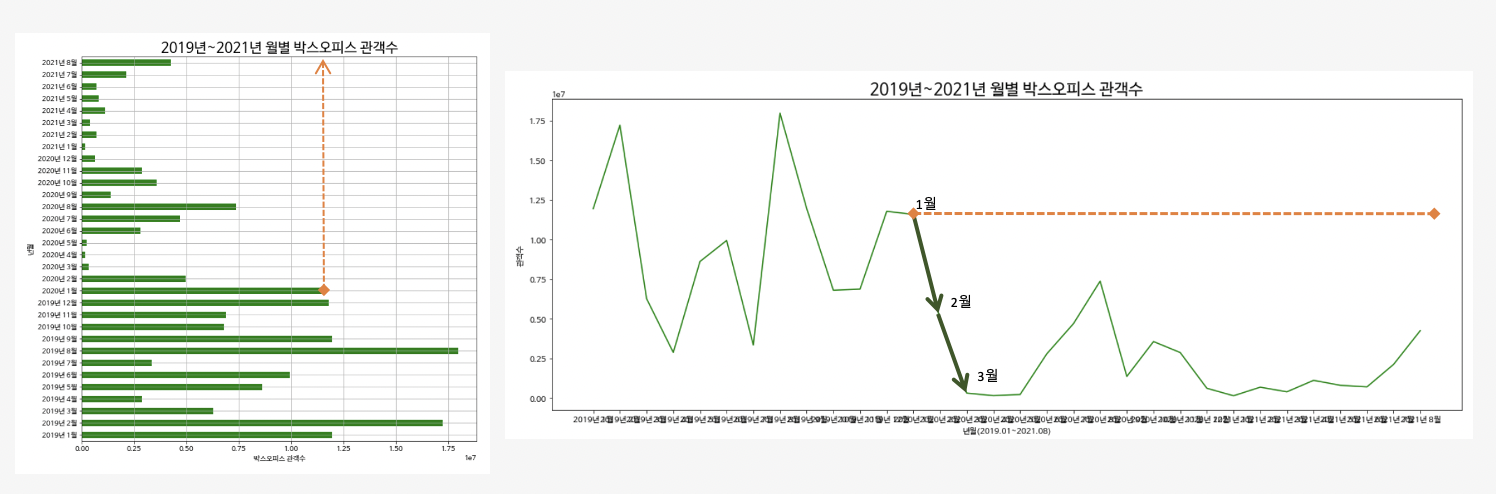 2019년~2021년 월별 박스오피스 관객수
2021년 8월
2021년 7월
2021년 6월
2021년 5월
2021년 4월
2021년 3월
2021년 2월
2021년 1월
2020년 12월
2020년 11월
2020년 10월
2020년 9월
2020년 8월
2020년 7월
2020년 6월
2020년 5월
2020년 4월
2020년 3월
2020년 2월
2020년 1월
2019년 12월
2019년 11월
2019년 10월
2019년 9월
2019년 8월
2019년 7월
2019년 6월
2019년 5월
2019년 4월
2019년 3월
2019년 2월
2019년 1월
년월
0.00 0.25 0.50 0.75 1.00 1.25 1.50 1.75
박스오피스 관객수
1e7
2019년~2021년 월별 박스오피스 관객수
1e7
1.75
1.50
1.25
1.00
0.75
0.50
0.25
0.00
관객수
1월
2월
3월
년월(2019.01~2021.08)